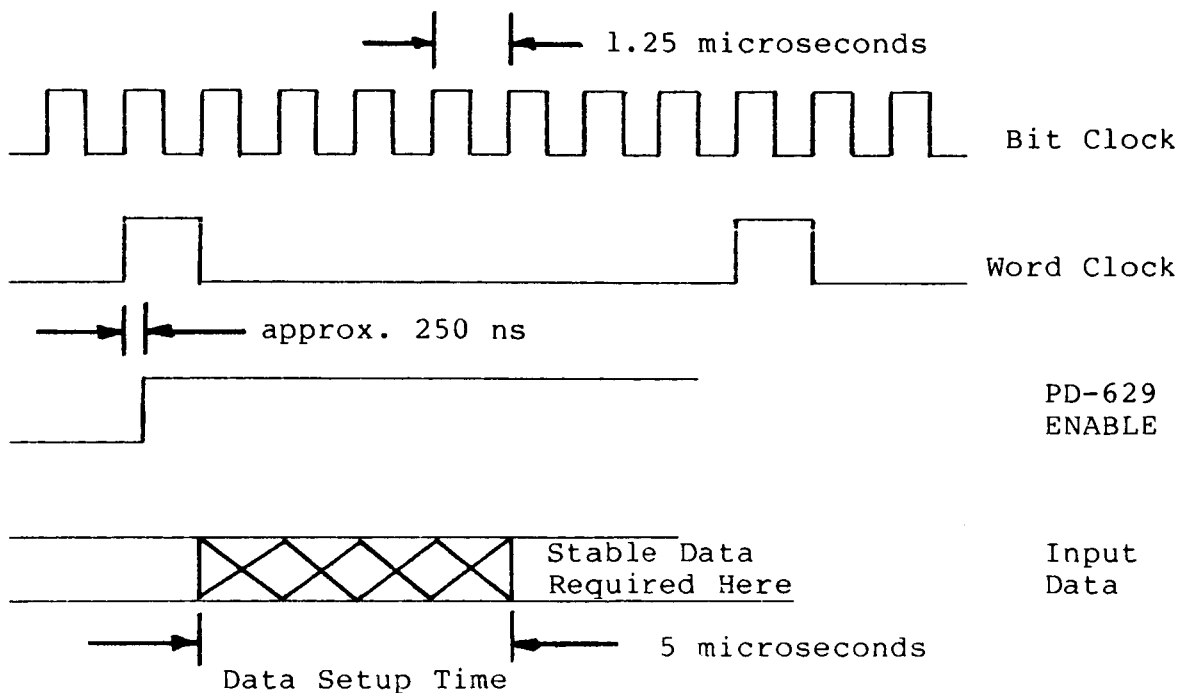 1.25 microseconds
Bit Clock
Word Clock
approx. 250 ns
PD-629
ENABLE
Stable Data
Required Here
Input
Data
5 microseconds
Data Setup Time